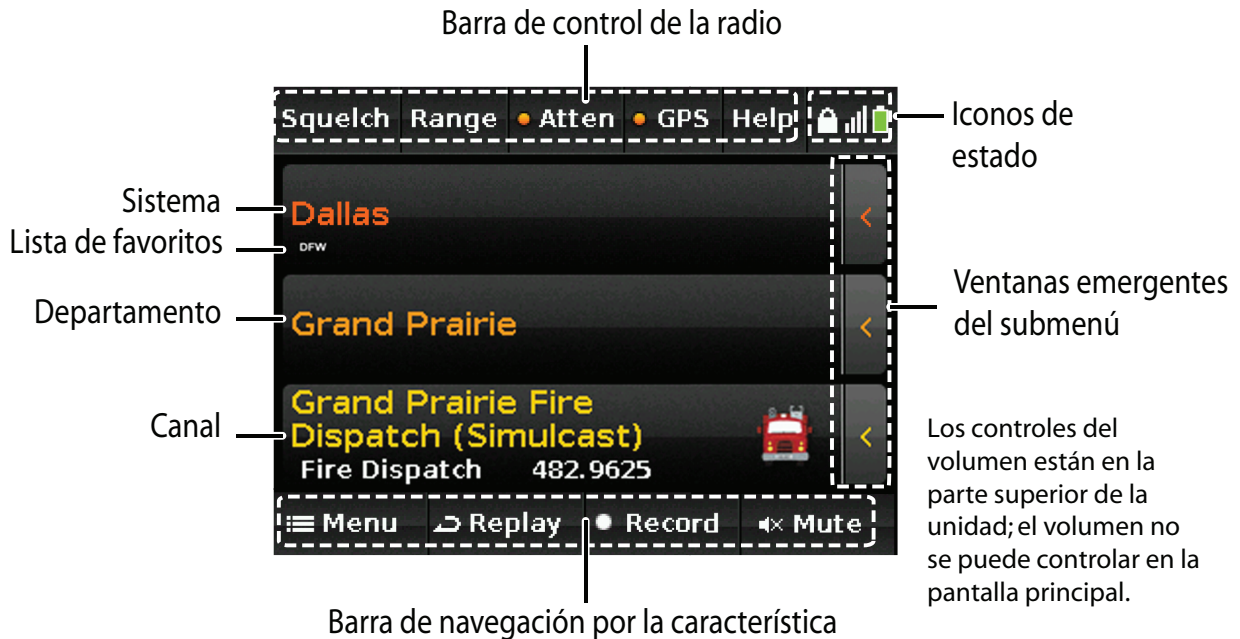 Barra de control de la radio
Squelch Range Atten GPS Help
Iconos de
estado
Sistema
Dallas
Lista de favoritos
DFW
Departamento
Grand Prairie
Ventanas emergentes
del submenú
Canal
Grand Prairie Fire
Dispatch (Simulcast)
Fire Dispatch 482.9625
Los controles del
volumen están en la
parte superior de la
unidad; el volumen no
se puede controlar en la
pantalla principal.
Menu Replay Record Mute
Barra de navegación por la característica